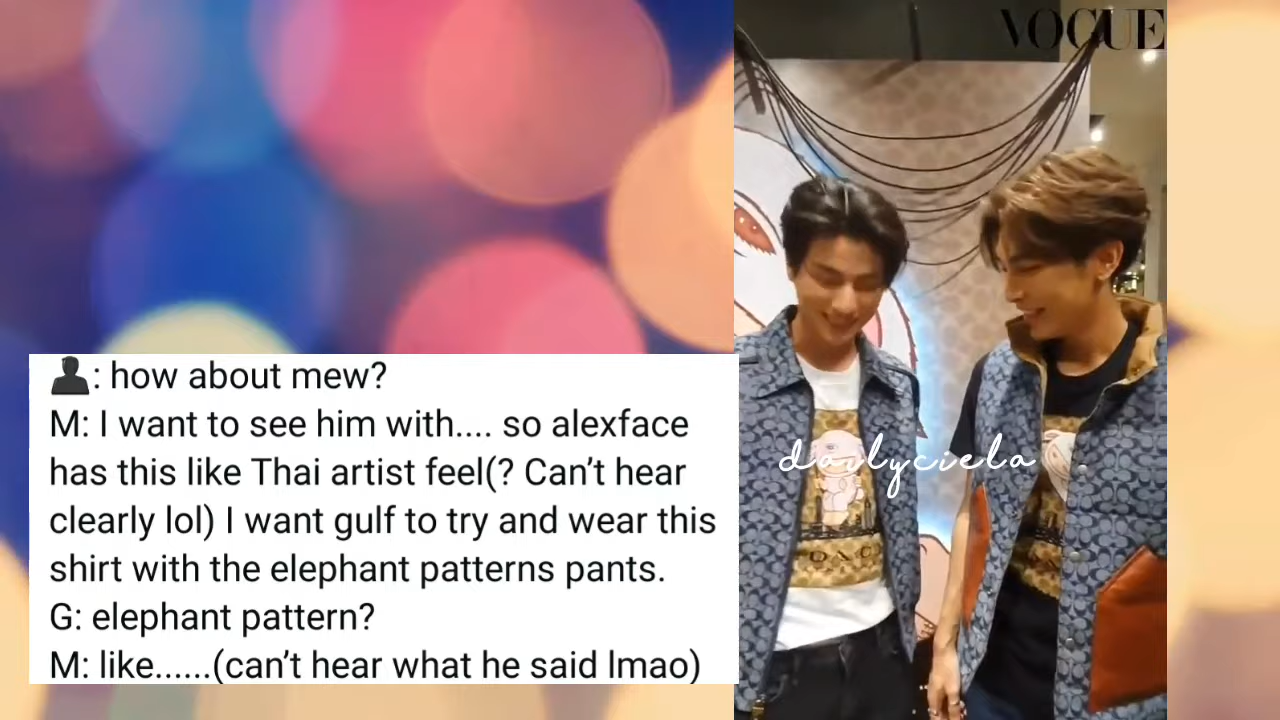 VOGUE
: how about mew?
M: I want to see him with.... so alexface
has this like Thai artist feel(? Can't hear
clearly lol) I want gulf to try and wear this
shirt with the elephant patterns pants.
G: elephant pattern?
M: like......(can't hear what he said lmao)
dailyciela